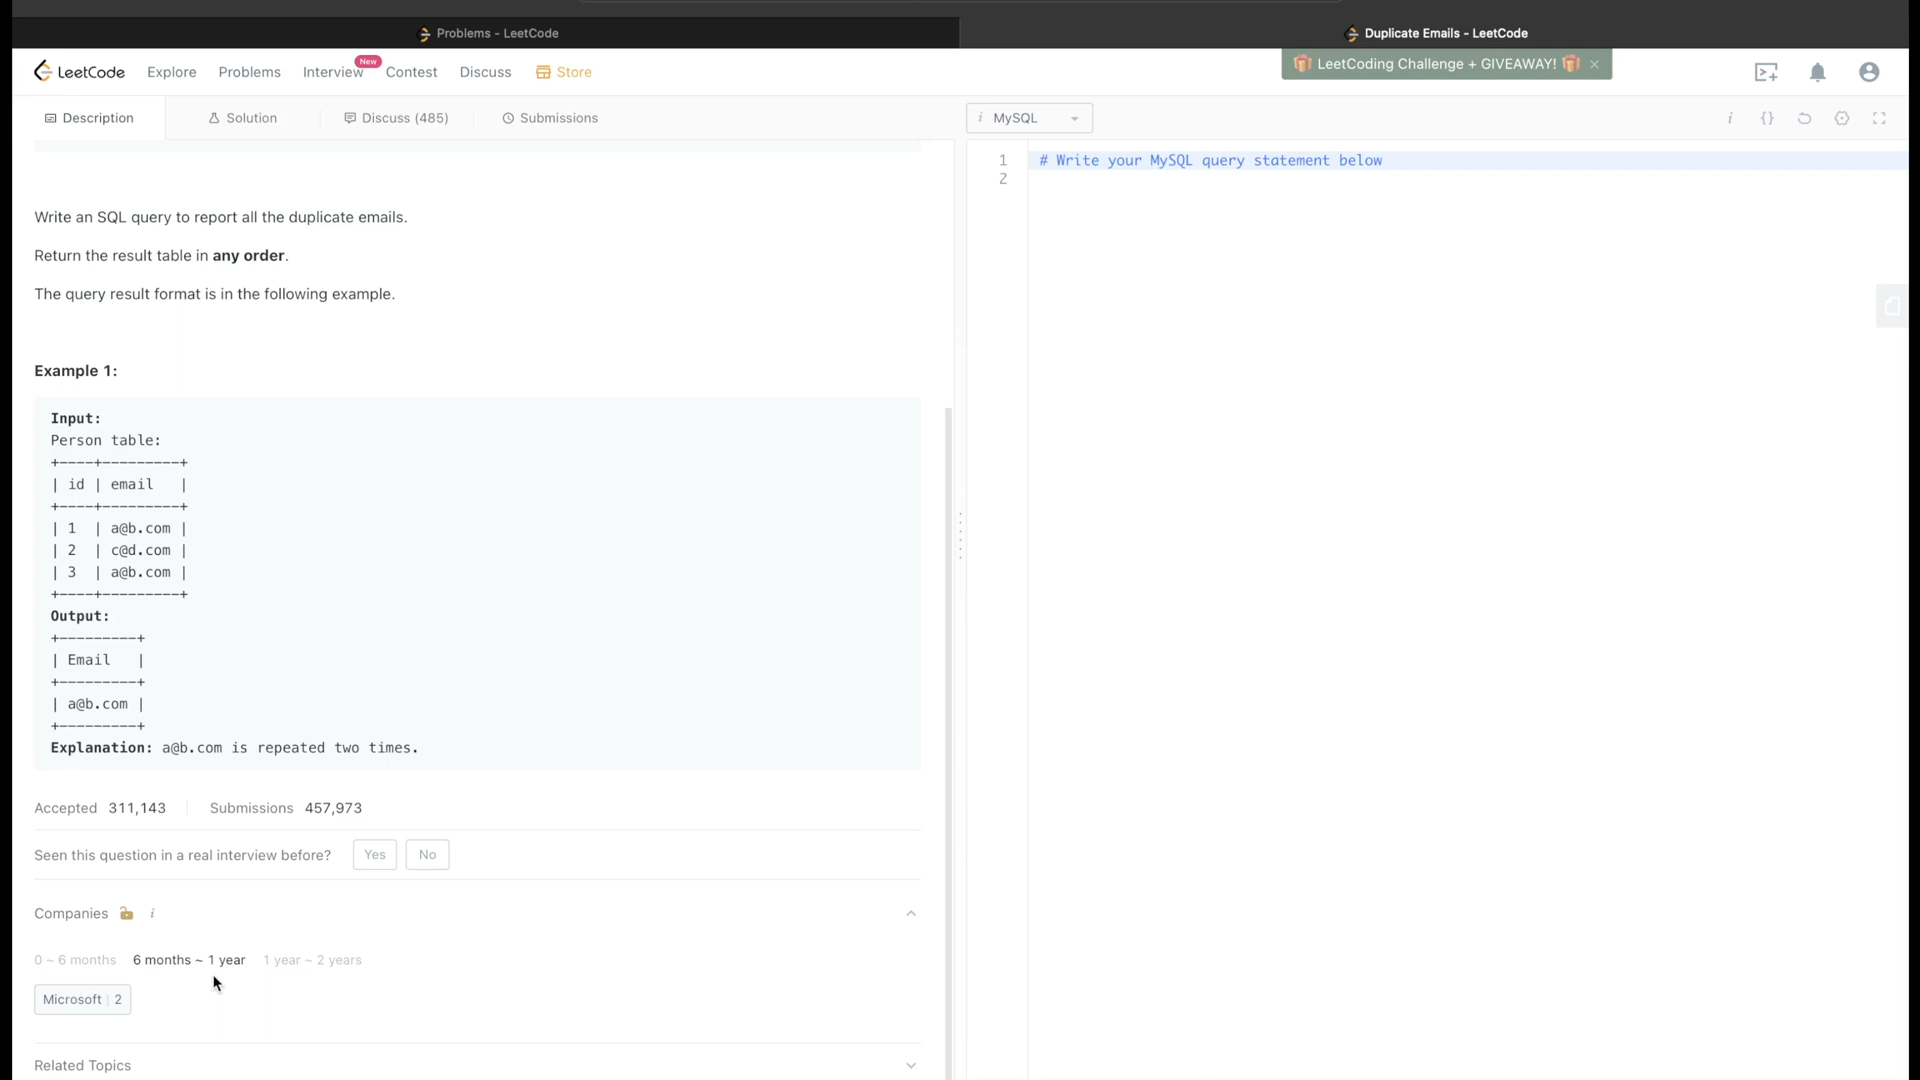 Problems - LeetCode
Duplicate Emails - LeetCode
LeetCode Explore Problems Interview New Contest Discuss Store
LeetCoding Challenge + GIVEAWAY! ×
Description Solution Discuss (485) Submissions
i MySQL
i {}
Write an SQL query to report all the duplicate emails.
Return the result table in any order.
The query result format is in the following example.
Example 1:
Input:
Person table:
+----+---------+
| id | email   |
+----+---------+
| 1  | a@b.com |
| 2  | c@d.com |
| 3  | a@b.com |
+----+---------+
Output:
+---------+
| Email   |
+---------+
| a@b.com |
+---------+
Explanation: a@b.com is repeated two times.
Accepted 311,143 Submissions 457,973
Seen this question in a real interview before? Yes No
Companies i
0 ~ 6 months 6 months ~ 1 year 1 year ~ 2 years
Microsoft | 2
Related Topics
1 # Write your MySQL query statement below
2